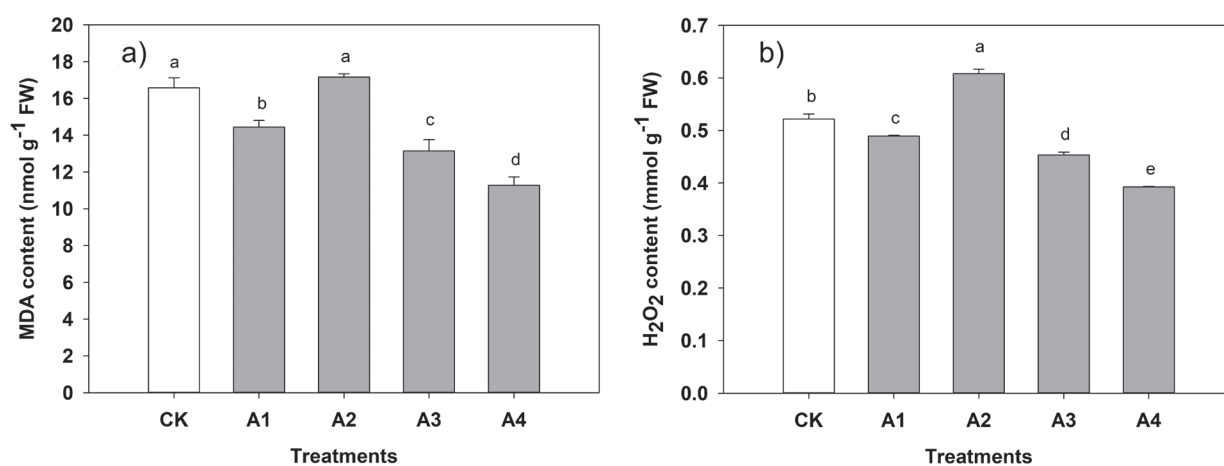 a)
MDA content (nmol g⁻¹ FW)
20
18
16
14
12
10
8
6
4
2
0
a
b
a
c
d
CK A1 A2 A3 A4
Treatments
b)
H₂O₂ content (mmol g⁻¹ FW)
0.7
0.6
0.5
0.4
0.3
0.2
0.1
0.0
b
c
a
d
e
CK A1 A2 A3 A4
Treatments